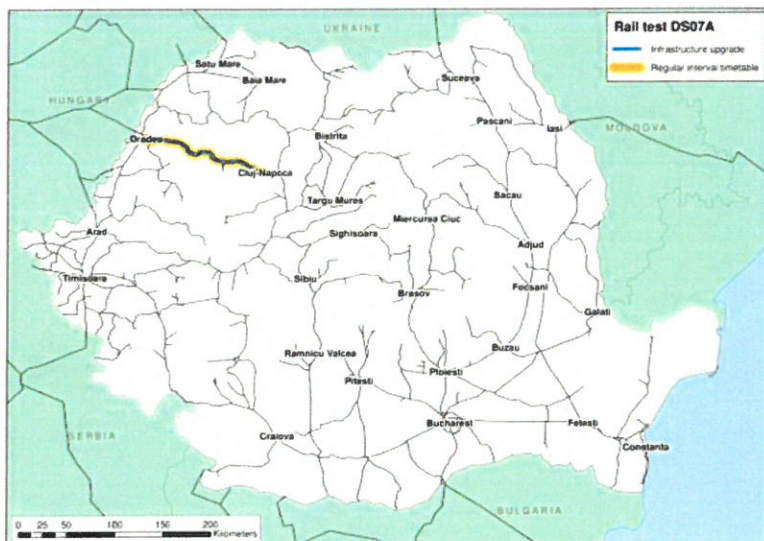 Rail test DS07A
Infrastructure upgrade
Regular interval timetable
UKRAINE
HUNGARY
MOLDOVA
SERBIA
BULGARIA
Satu Mare
Baia Mare
Suceava
Oradea
Bistrita
Pascani
Iasi
Cluj-Napoca
Targu Mures
Bacau
Miercurea Ciuc
Arad
Sighisoara
Adjud
Timisoara
Sibiu
Brasov
Focsani
Galati
Ramnicu Valcea
Buzau
Pitesti
Ploiesti
Craiova
Bucharest
Fetesti
Constanta
0 25 50 100 150 200
Kilometers